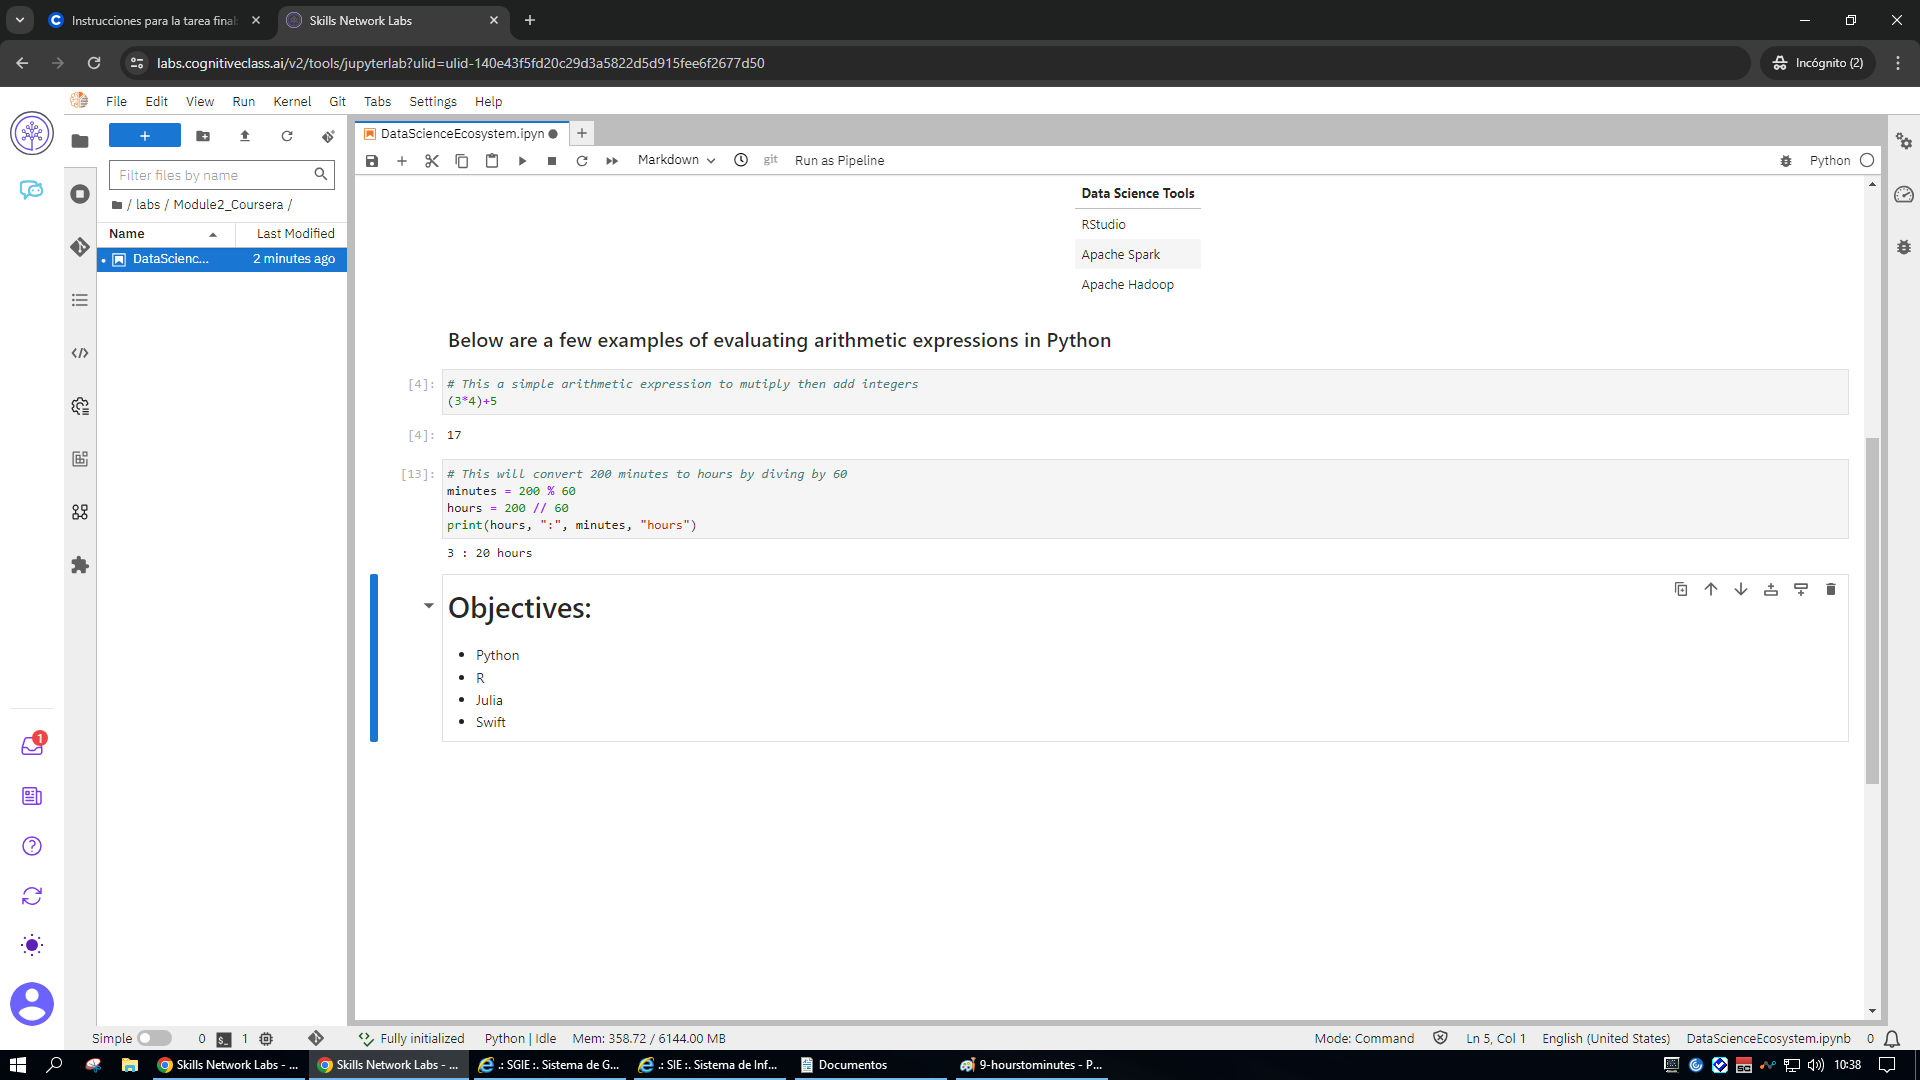 Instrucciones para la tarea final
Skills Network Labs
labs.cognitiveclass.ai/v2/tools/jupyterlab?ulid=ulid-140e43f5fd20c29d3a5822d5d915fee6f2677d50
Incógnito (2)
File Edit View Run Kernel Git Tabs Settings Help
DataScienceEcosystem.ipyn
Markdown
git
Run as Pipeline
Python
Filter files by name
/ labs / Module2_Coursera /
Name Last Modified
DataScienc... 2 minutes ago
Data Science Tools
RStudio
Apache Spark
Apache Hadoop
Below are a few examples of evaluating arithmetic expressions in Python
[4]: # This a simple arithmetic expression to mutiply then add integers
(3*4)+5
[4]: 17
[13]: # This will convert 200 minutes to hours by diving by 60
minutes = 200 % 60
hours = 200 // 60
print(hours, ":", minutes, "hours")
3 : 20 hours
Objectives:
• Python
• R
• Julia
• Swift
1
Simple 0 $_ 1 Fully initialized Python | Idle Mem: 358.72 / 6144.00 MB Mode: Command Ln 5, Col 1 English (United States) DataScienceEcosystem.ipynb 0
Skills Network Labs - ... Skills Network Labs - ... .: SGIE :. Sistema de G... .: SIE :. Sistema de Inf... Documentos 9-hourstominutes - P... 10:38